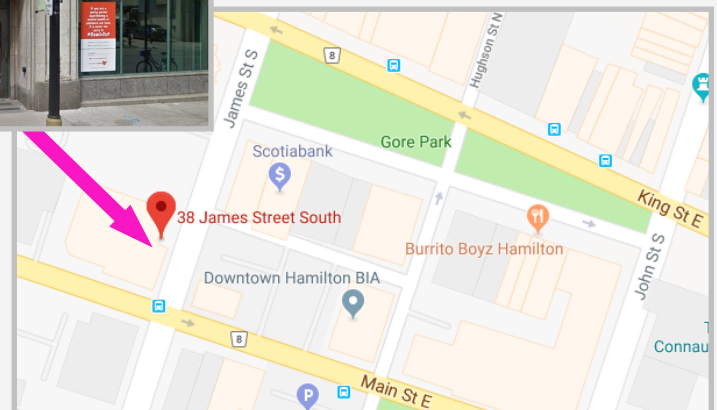 8
Hughson St N
James St S
Gore Park
Scotiabank
$
38 James Street South
King St E
Burrito Boyz Hamilton
John St S
Downtown Hamilton BIA
8
Connau
Main St E
P